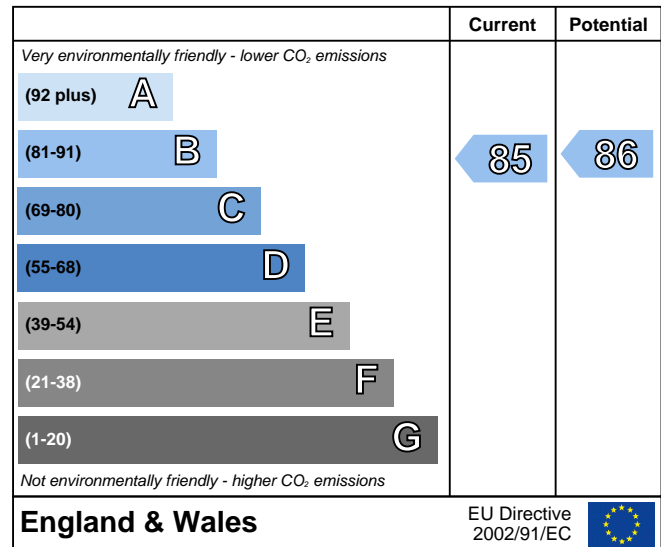 Current Potential
Very environmentally friendly - lower CO₂ emissions
(92 plus) A
(81-91) B 85 86
(69-80) C
(55-68) D
(39-54) E
(21-38) F
(1-20) G
Not environmentally friendly - higher CO₂ emissions
England & Wales
EU Directive
2002/91/EC